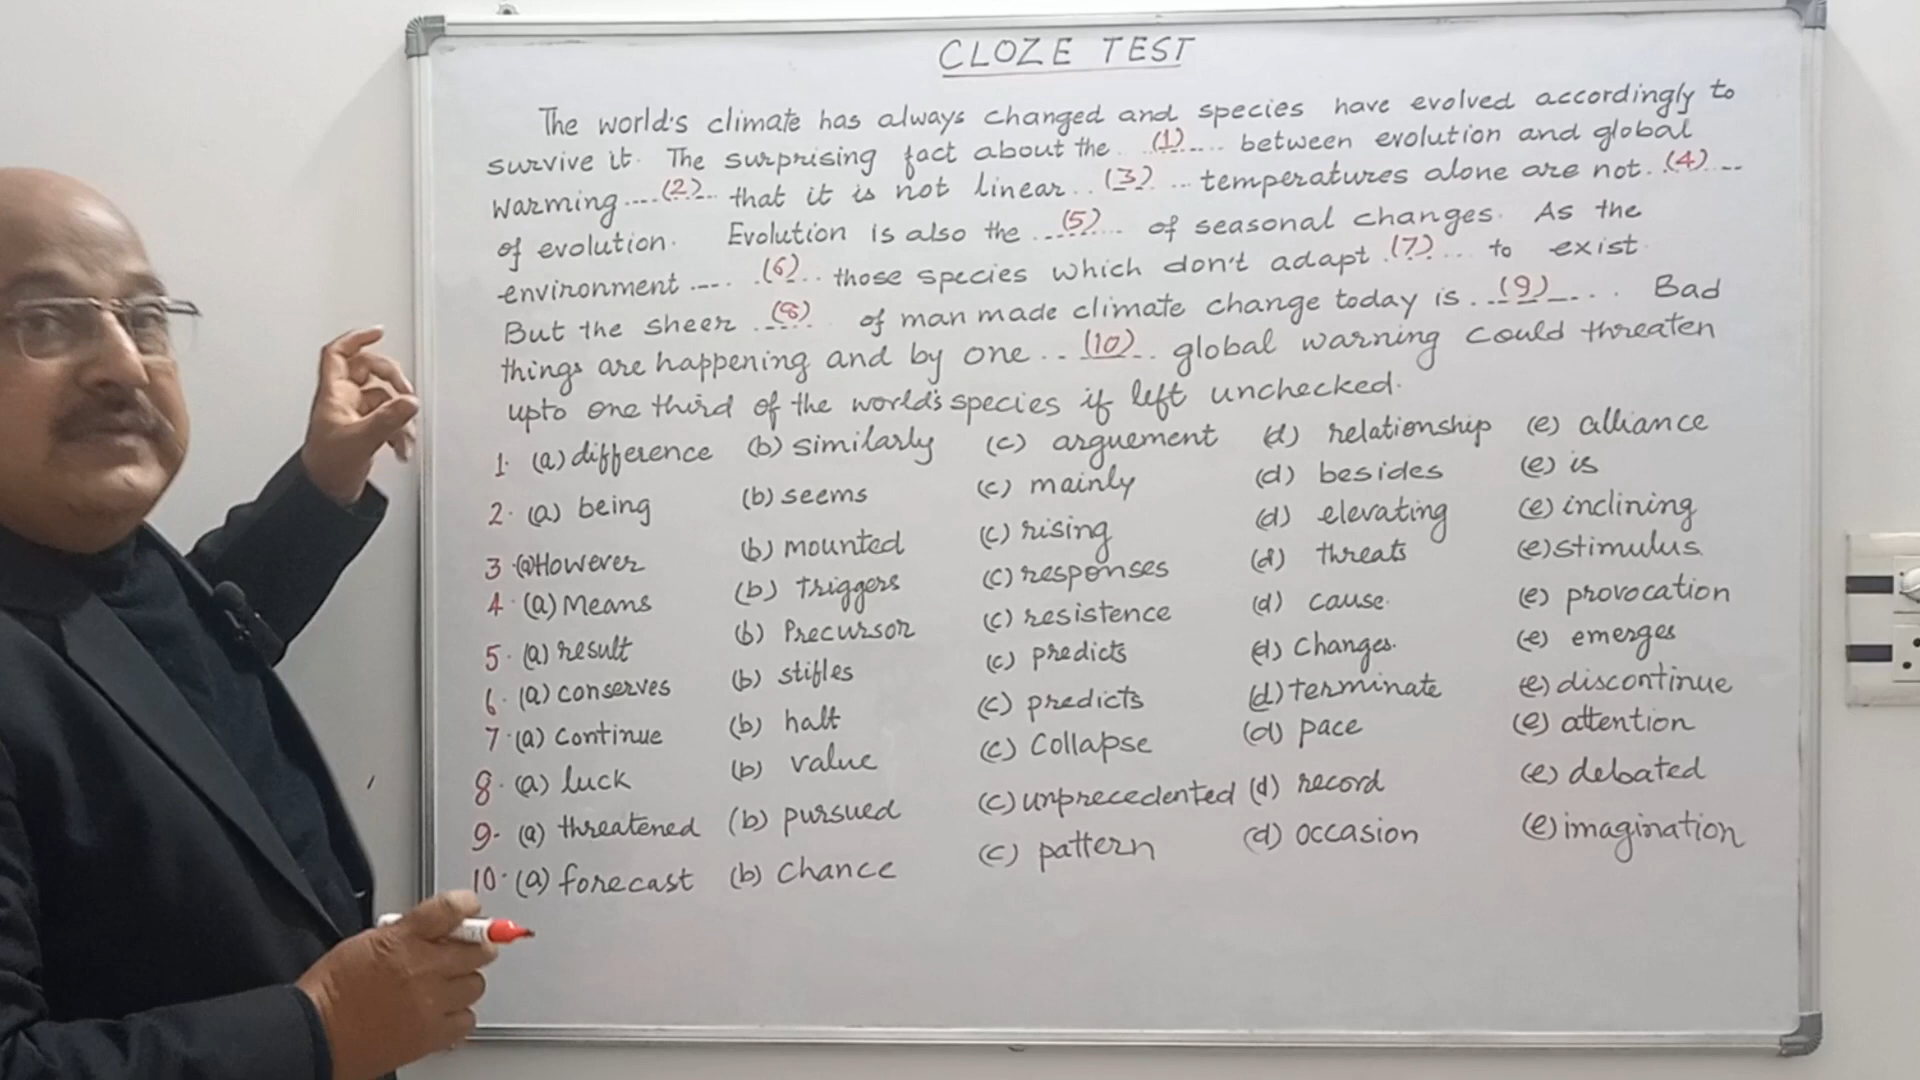 CLOZE TEST
The world's climate has always changed and species have evolved accordingly to
survive it. The surprising fact about the ...(1)..... between evolution and global
warming ....(2)... that it is not linear..(3)...temperatures alone are not.(4)...
of evolution. Evolution is also the ...(5)... of seasonal changes. As the
environment .... .(6)... those species which don't adapt .(7)... to exist.
But the sheer ..(8).. of man made climate change today is ..(9)..... Bad
things are happening and by one .. (10).. global warning could threaten
upto one third of the world's species if left unchecked.
1. (a) difference (b) similarly (c) arguement (d) relationship (e) alliance
2. (a) being (b) seems (c) mainly (d) besides (e) is
3. (a) However (b) mounted (c) rising (d) elevating (e) inclining
4. (a) Means (b) Triggers (c) responses (d) threats (e) stimulus.
5. (a) result (b) Precursor (c) resistence (d) cause. (e) provocation
6. (a) conserves (b) stifles (c) predicts (d) Changes. (e) emerges
7. (a) Continue (b) halt (c) predicts (d) terminate (e) discontinue
8. (a) luck (b) value (c) Collapse (d) pace (e) attention
9. (a) threatened (b) pursued (c) unprecedented (d) record (e) debated
10. (a) forecast (b) Chance (c) pattern (d) occasion (e) imagination